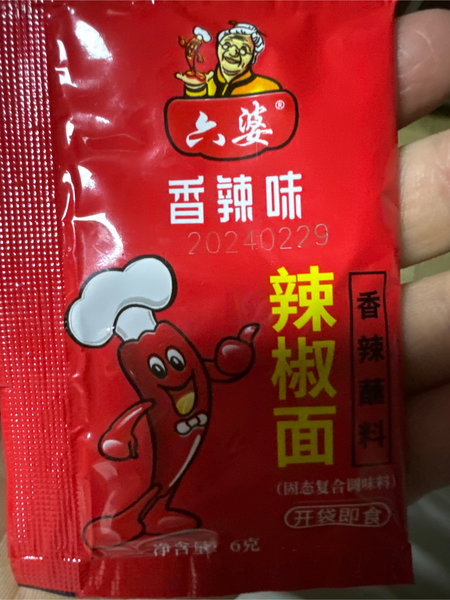 六婆®
香辣味
20240229
辣椒面
香辣蘸料
(固态复合调味料)
开袋即食
净含量: 6克